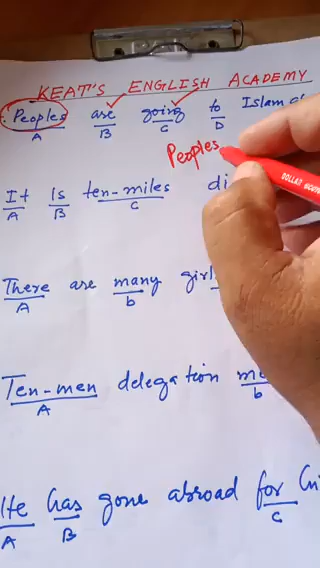 KEAT'S ENGLISH ACADEMY
Peoples are going to
A B C D
Peoples
It is ten-miles
A B C
There are many
A b
Ten-men delegation
A b
He has gone abroad for
A B C
DOLLAR